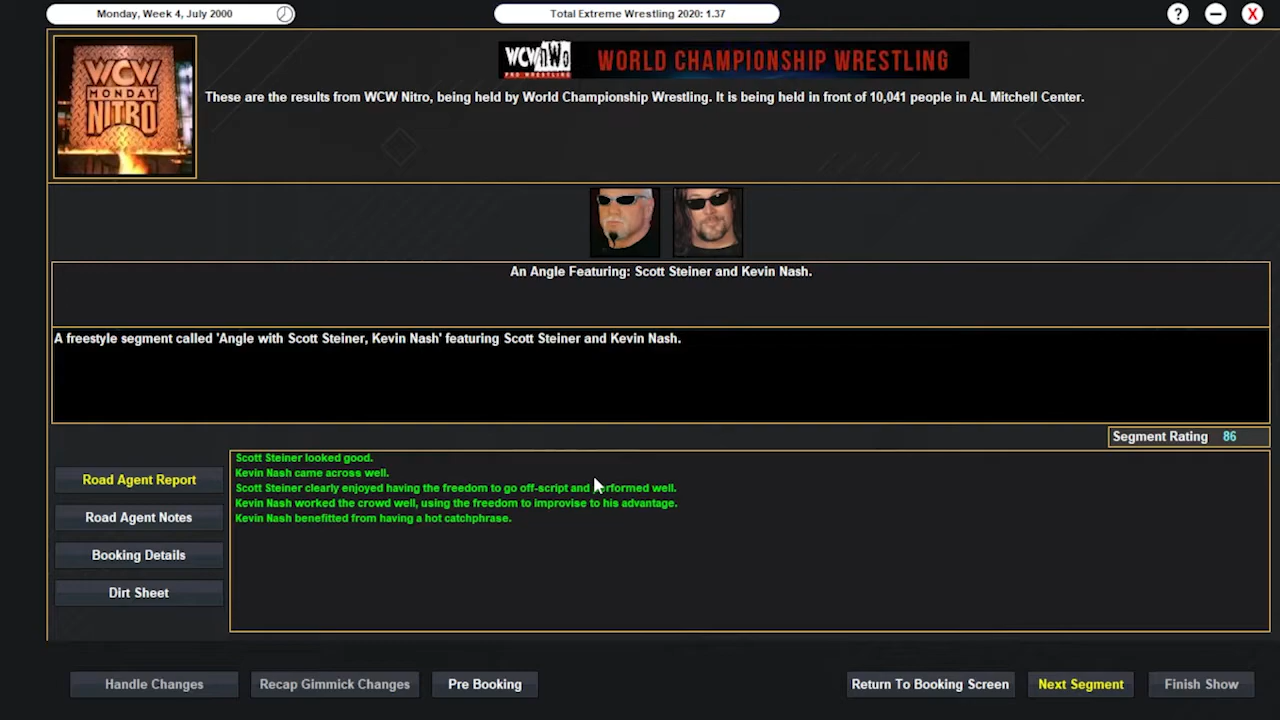 Monday, Week 4, July 2000
Total Extreme Wrestling 2020: 1.37
?
X
WCW
MONDAY
NITRO
WCW nWo
PRO WRESTLING
WORLD CHAMPIONSHIP WRESTLING
These are the results from WCW Nitro, being held by World Championship Wrestling. It is being held in front of 10,041 people in AL Mitchell Center.
An Angle Featuring: Scott Steiner and Kevin Nash.
A freestyle segment called 'Angle with Scott Steiner, Kevin Nash' featuring Scott Steiner and Kevin Nash.
Segment Rating 86
Road Agent Report
Road Agent Notes
Booking Details
Dirt Sheet
Scott Steiner looked good.
Kevin Nash came across well.
Scott Steiner clearly enjoyed having the freedom to go off-script and performed well.
Kevin Nash worked the crowd well, using the freedom to improvise to his advantage.
Kevin Nash benefitted from having a hot catchphrase.
Handle Changes
Recap Gimmick Changes
Pre Booking
Return To Booking Screen
Next Segment
Finish Show